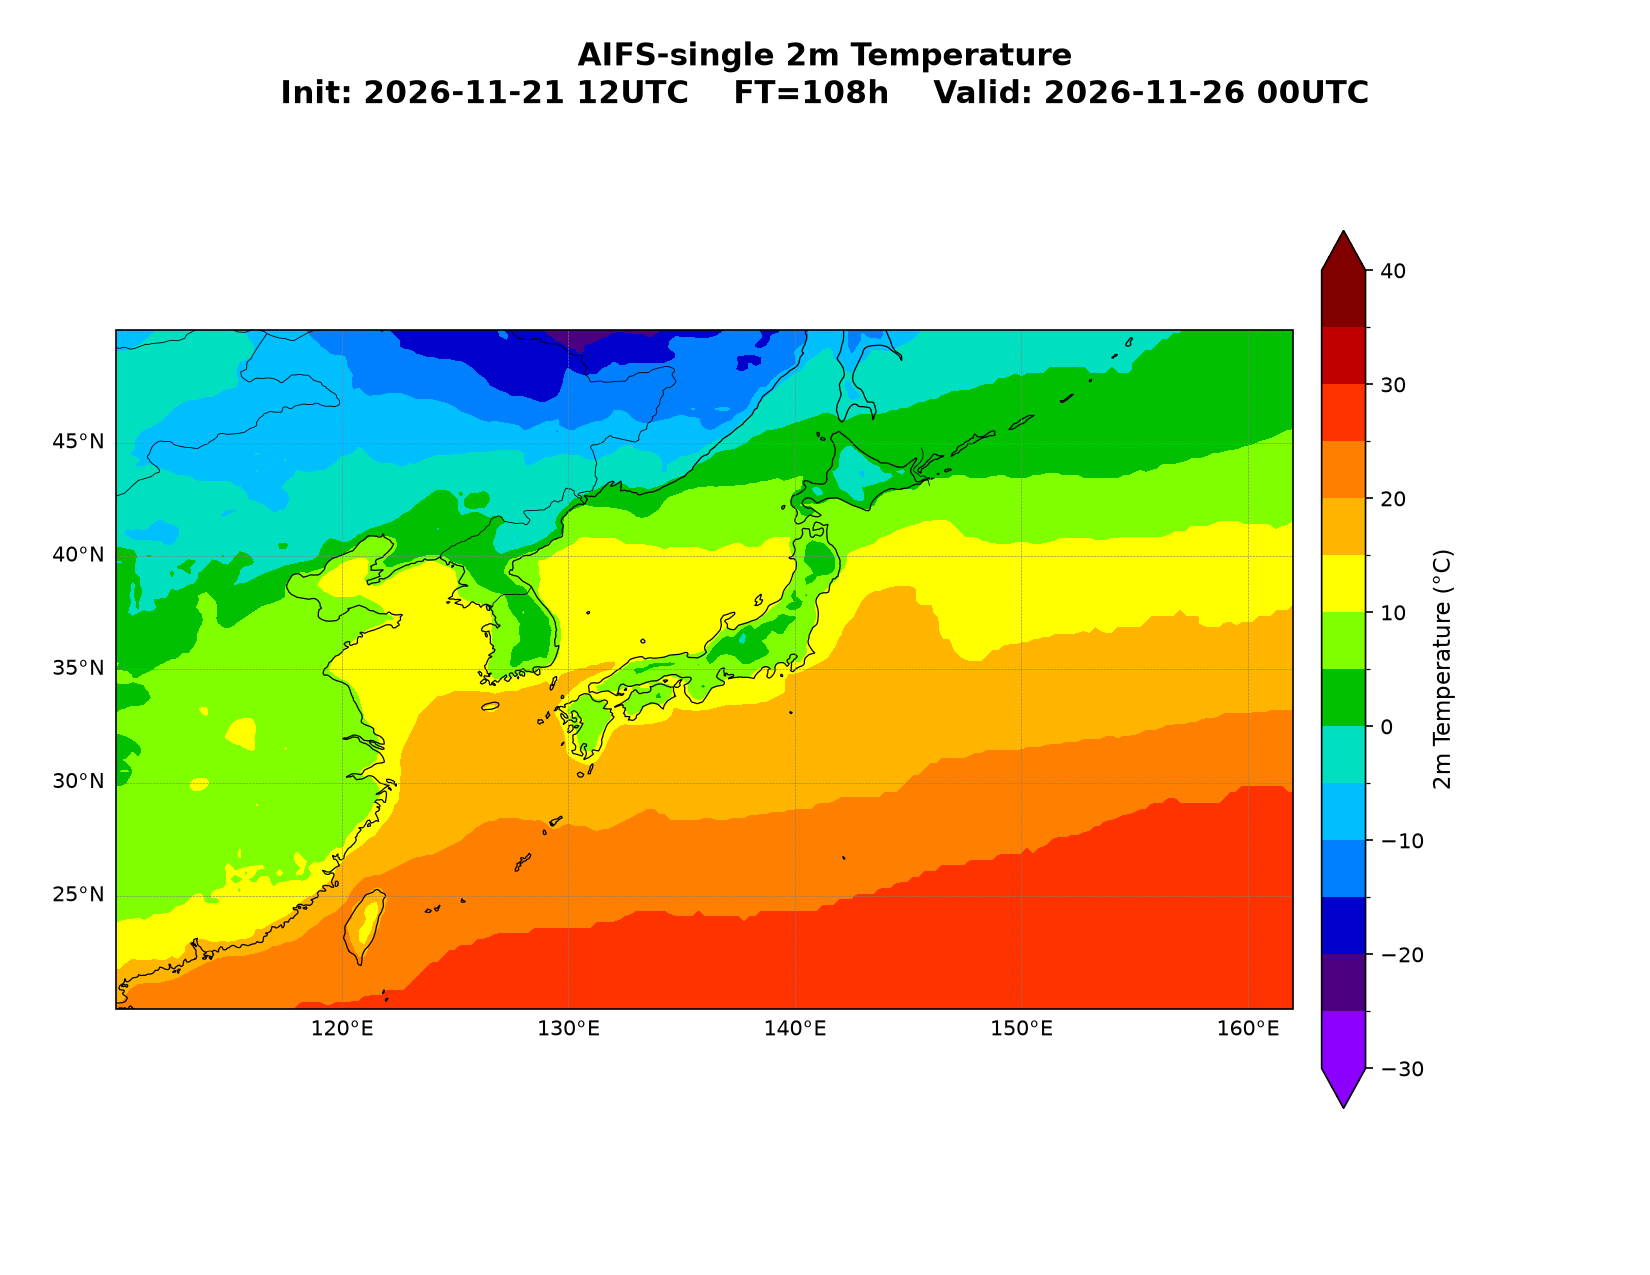 AIFS-single 2m Temperature
Init: 2026-11-21 12UTC    FT=108h    Valid: 2026-11-26 00UTC
45°N
40°N
35°N
30°N
25°N
120°E
130°E
140°E
150°E
160°E
40
30
20
10
0
−10
−20
−30
2m Temperature (°C)